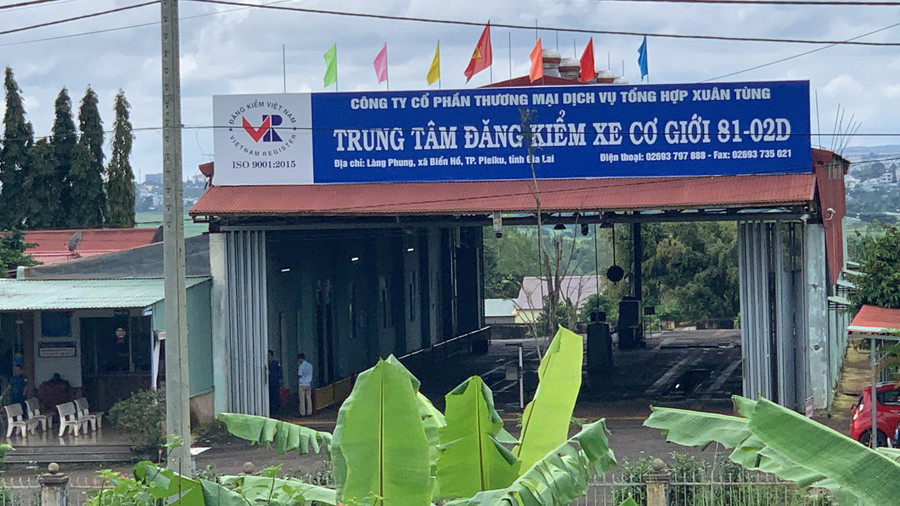 CÔNG TY CỔ PHẦN THƯƠNG MẠI DỊCH VỤ TỔNG HỢP XUÂN TÙNG
ĐĂNG KIỂM VIỆT NAM
VR
VIETNAM REGISTER
ISO 9001:2015
TRUNG TÂM ĐĂNG KIỂM XE CƠ GIỚI 81-02D
Địa chỉ: Làng Phung, xã Biển Hồ, TP. Pleiku, tỉnh Gia Lai
Điện thoại: 02693 797 888 - Fax: 02693 735 021